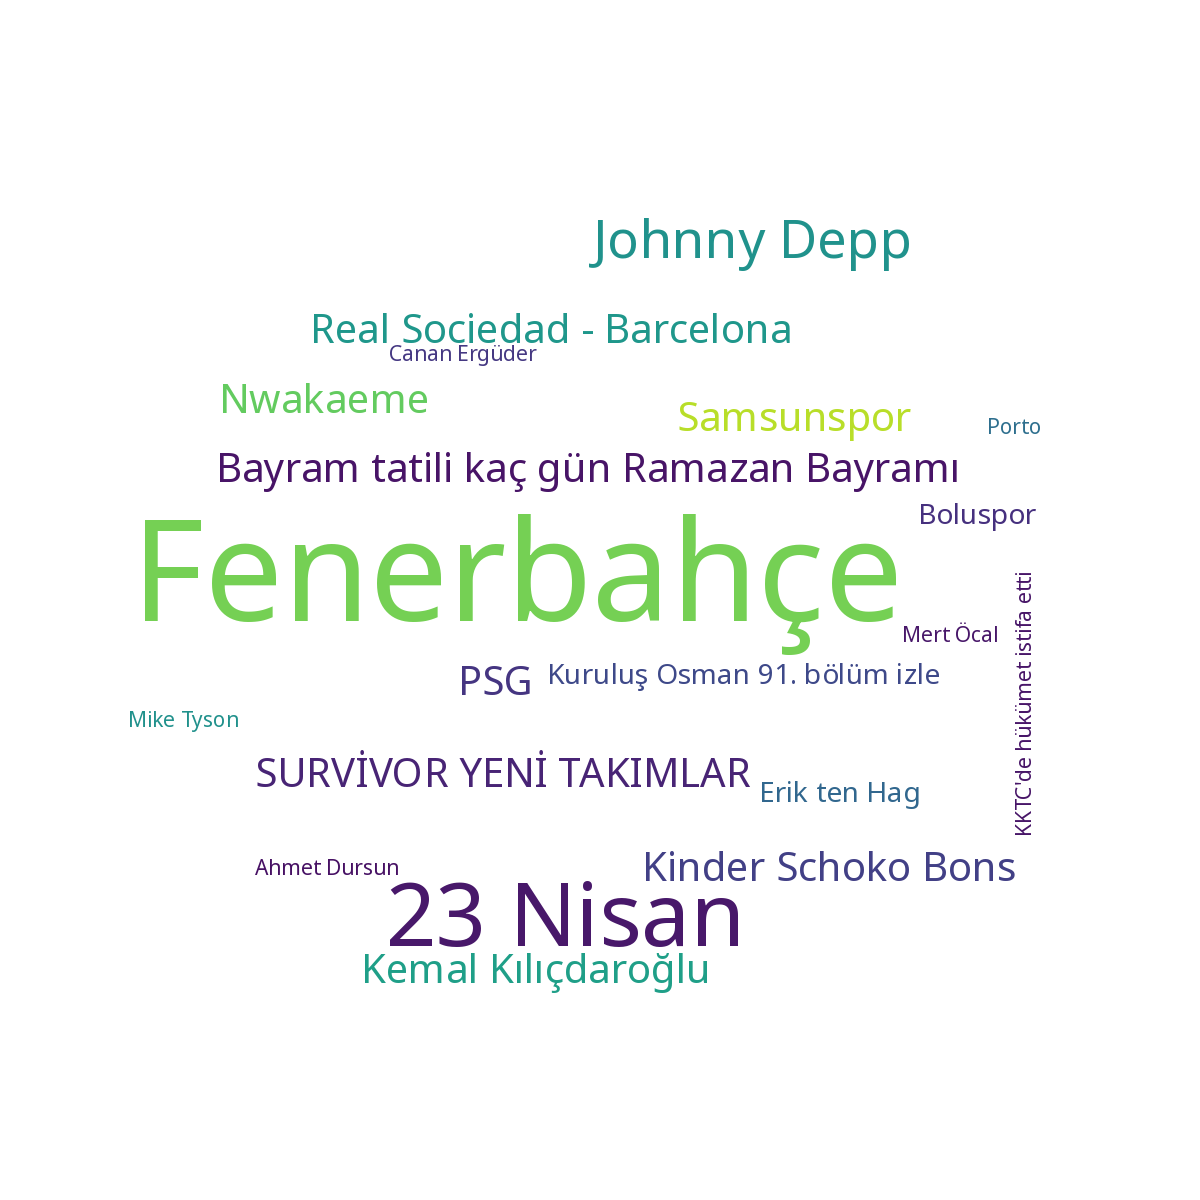 Johnny Depp
Real Sociedad - Barcelona
Canan Ergüder
Nwakaeme
Samsunspor
Porto
Bayram tatili kaç gün Ramazan Bayramı
Boluspor
Fenerbahçe
Mert Öcal
KKTC'de hükümet istifa etti
PSG
Kuruluş Osman 91. bölüm izle
Mike Tyson
SURVİVOR YENİ TAKIMLAR
Erik ten Hag
Kinder Schoko Bons
Ahmet Dursun
23 Nisan
Kemal Kılıçdaroğlu